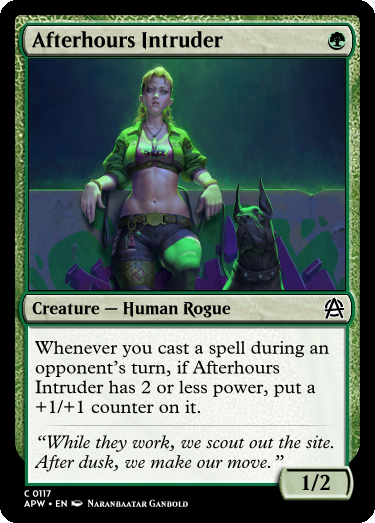 Afterhours Intruder
Creature — Human Rogue
Whenever you cast a spell during an
opponent's turn, if Afterhours
Intruder has 2 or less power, put a
+1/+1 counter on it.
“While they work, we scout out the site.
After dusk, we make our move.”
1/2
C 0117
APW • EN Naranbaatar Ganbold